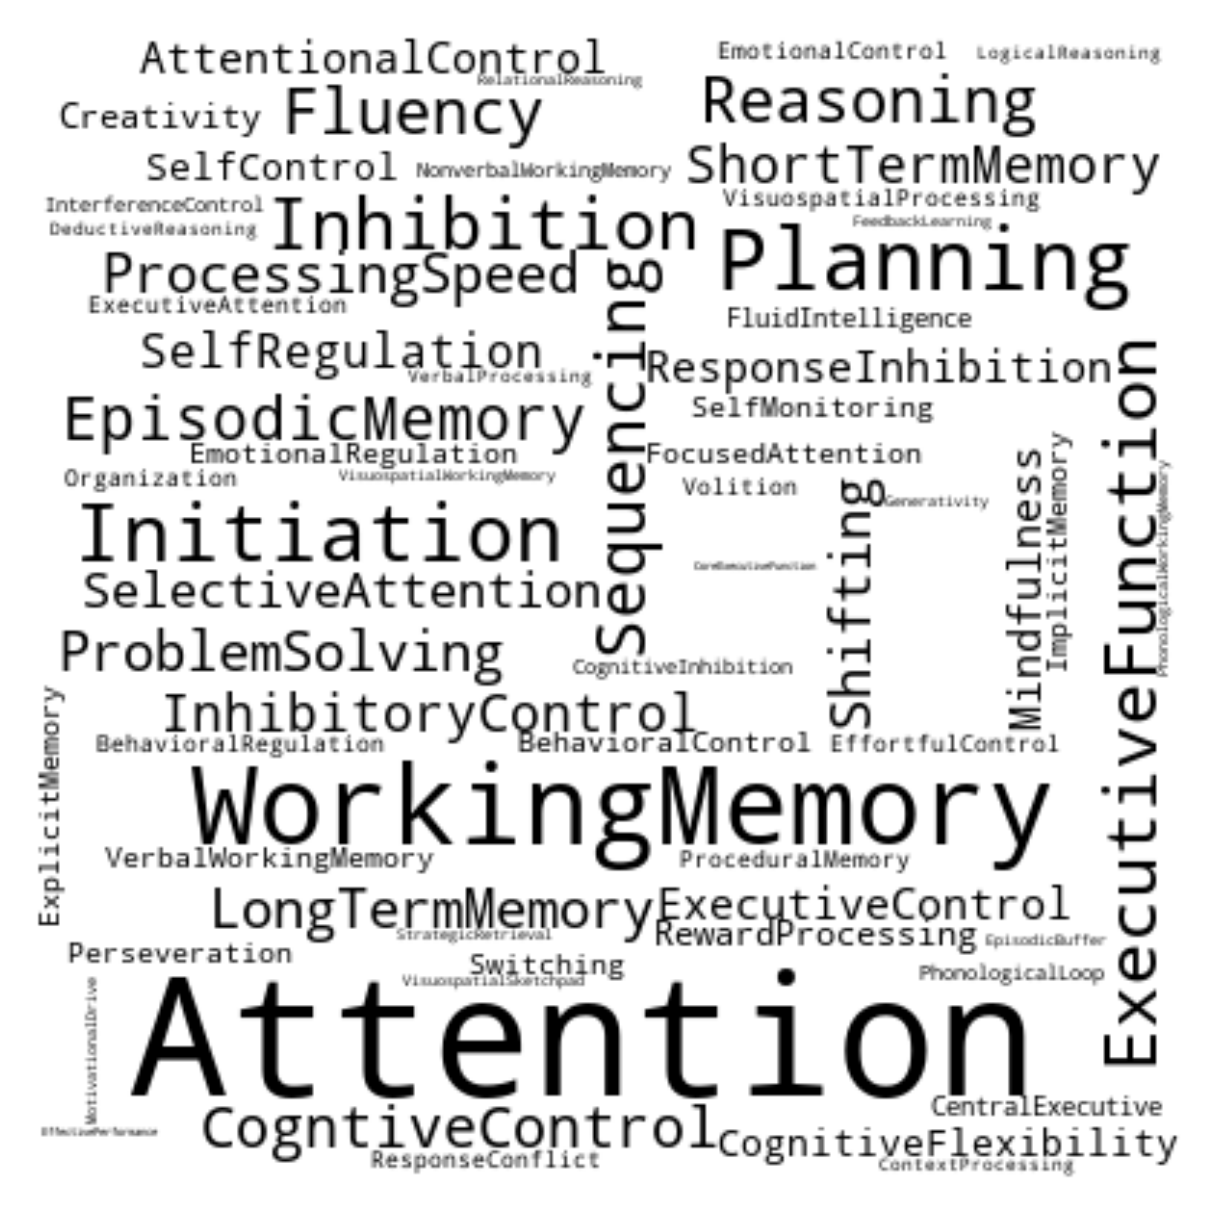 AttentionalControl
EmotionalControl
LogicalReasoning
RelationalReasoning
Creativity
Fluency
Reasoning
SelfControl
NonverbalWorkingMemory
ShortTermMemory
InterferenceControl
VisuospatialProcessing
DeductiveReasoning
Inhibition
FeedbackLearning
ProcessingSpeed
Planning
ExecutiveAttention
FluidIntelligence
SelfRegulation
VerbalProcessing
Sequencing
ResponseInhibition
EpisodicMemory
SelfMonitoring
EmotionalRegulation
FocusedAttention
Organization
VisuospatialWorkingMemory
Volition
Generativity
Initiation
Shifting
Mindfulness
ImplicitMemory
ExecutiveFunction
PhonologicalWorkingMemory
CoreExecutiveFunction
SelectiveAttention
ProblemSolving
CognitiveInhibition
InhibitoryControl
ExplicitMemory
BehavioralRegulation
BehavioralControl
EffortfulControl
WorkingMemory
VerbalWorkingMemory
ProceduralMemory
LongTermMemory
ExecutiveControl
StrategicRetrieval
RewardProcessing
EpisodicBuffer
Perseveration
Switching
PhonologicalLoop
VisuospatialSketchpad
MotivationalDrive
Attention
EffectivePerformance
CogntiveControl
CentralExecutive
CognitiveFlexibility
ResponseConflict
ContextProcessing